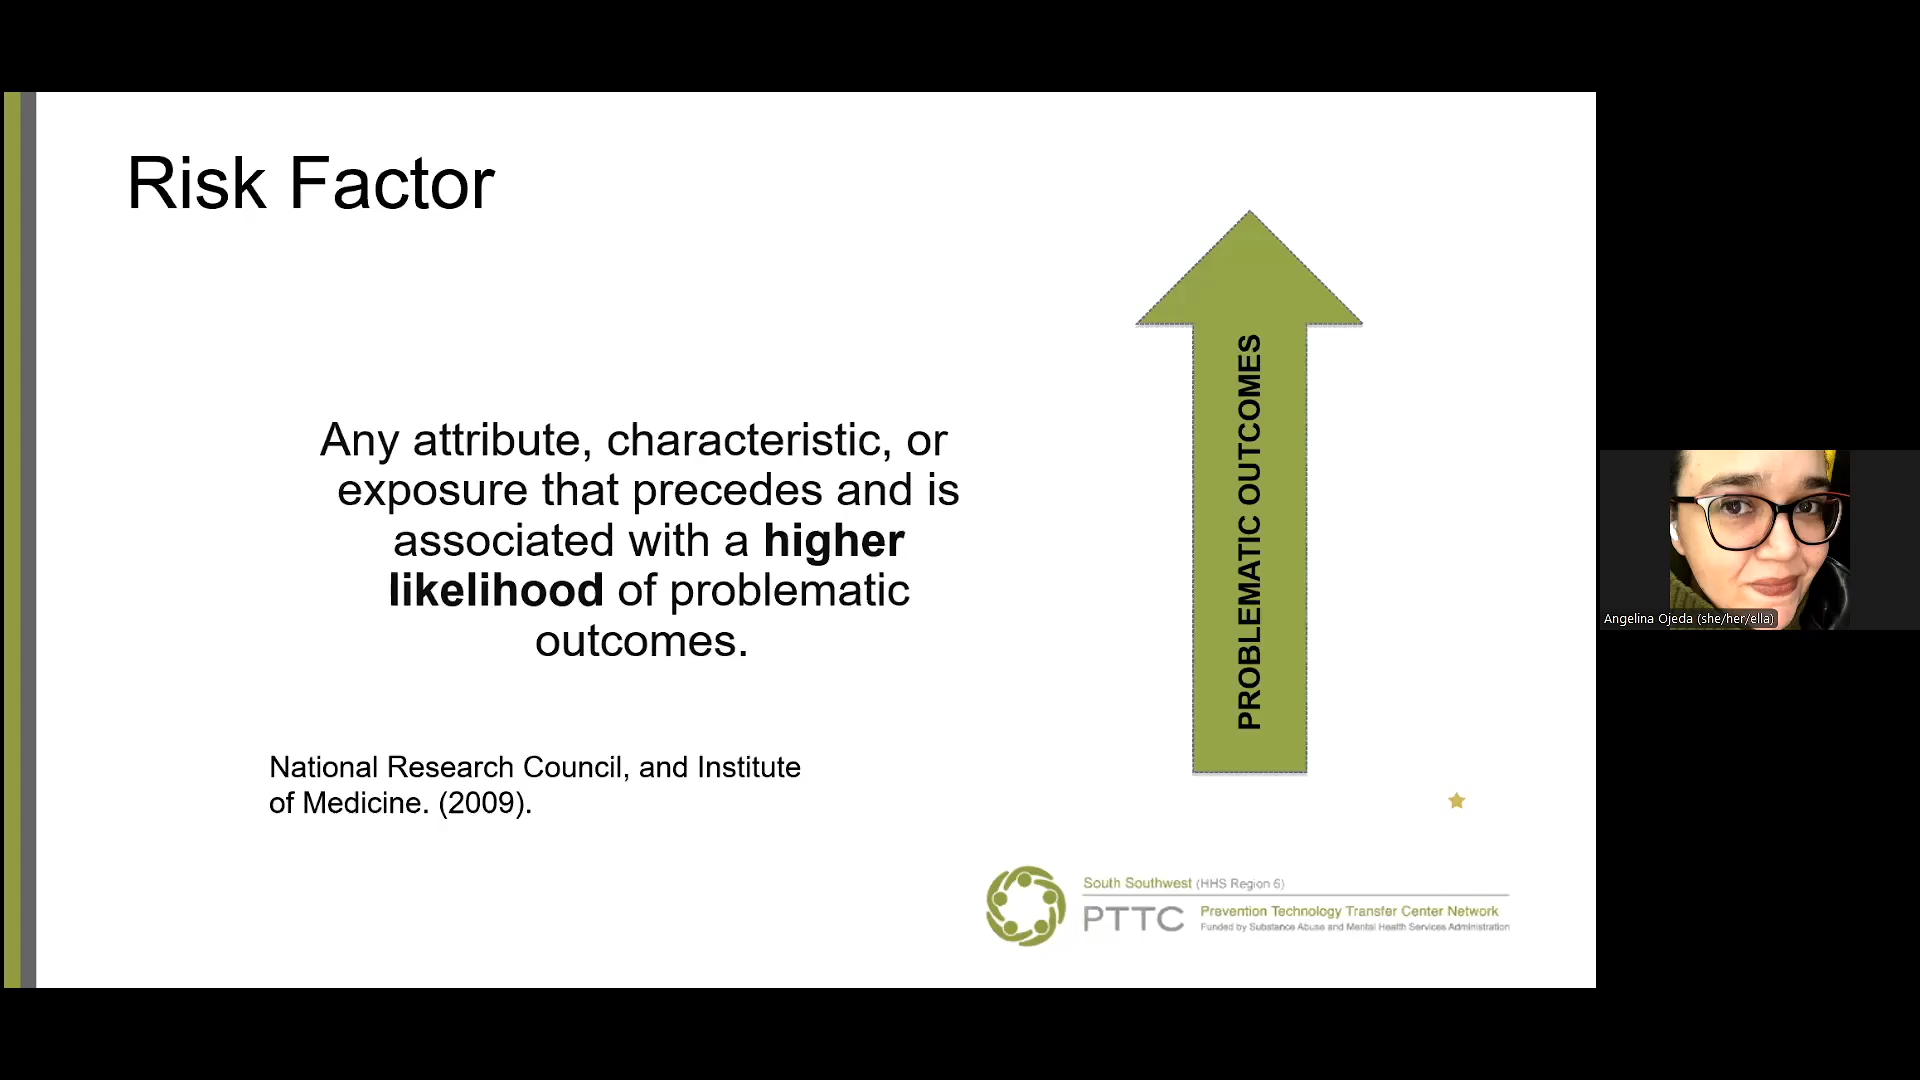 Risk Factor
Any attribute, characteristic, or
exposure that precedes and is
associated with a higher
likelihood of problematic
outcomes.
National Research Council, and Institute
of Medicine. (2009).
PROBLEMATIC OUTCOMES
South Southwest (HHS Region 6)
PTTC
Prevention Technology Transfer Center Network
Funded by Substance Abuse and Mental Health Services Administration
Angelina Ojeda (she/her/ella)